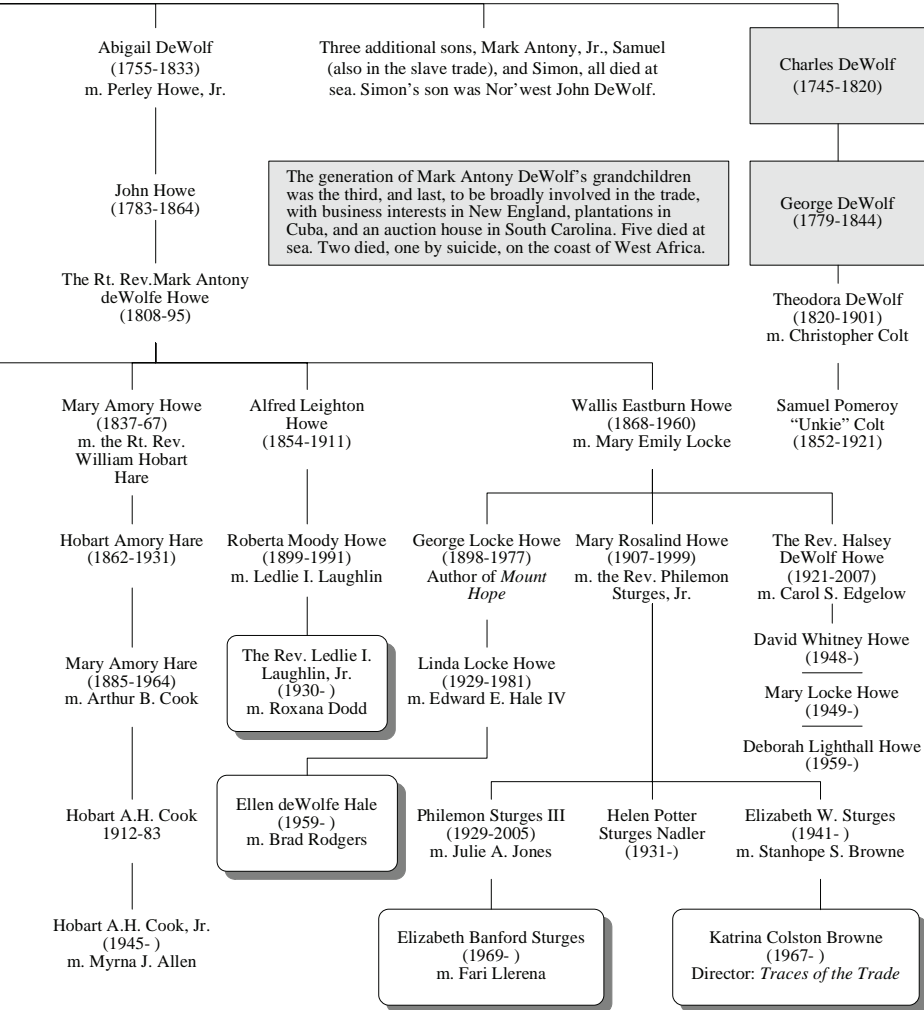 Abigail DeWolf
(1755-1833)
m. Perley Howe, Jr.
Three additional sons, Mark Antony, Jr., Samuel
(also in the slave trade), and Simon, all died at
sea. Simon's son was Nor'west John DeWolf.
Charles DeWolf
(1745-1820)
John Howe
(1783-1864)
The generation of Mark Antony DeWolf's grandchildren
was the third, and last, to be broadly involved in the trade,
with business interests in New England, plantations in
Cuba, and an auction house in South Carolina. Five died at
sea. Two died, one by suicide, on the coast of West Africa.
George DeWolf
(1779-1844)
The Rt. Rev.Mark Antony
deWolfe Howe
(1808-95)
Theodora DeWolf
(1820-1901)
m. Christopher Colt
Mary Amory Howe
(1837-67)
m. the Rt. Rev.
William Hobart
Hare
Alfred Leighton
Howe
(1854-1911)
Wallis Eastburn Howe
(1868-1960)
m. Mary Emily Locke
Samuel Pomeroy
“Unkie” Colt
(1852-1921)
Hobart Amory Hare
(1862-1931)
Roberta Moody Howe
(1899-1991)
m. Ledlie I. Laughlin
George Locke Howe
(1898-1977)
Author of Mount
Hope
Mary Rosalind Howe
(1907-1999)
m. the Rev. Philemon
Sturges, Jr.
The Rev. Halsey
DeWolf Howe
(1921-2007)
m. Carol S. Edgelow
Mary Amory Hare
(1885-1964)
m. Arthur B. Cook
The Rev. Ledlie I.
Laughlin, Jr.
(1930- )
m. Roxana Dodd
Linda Locke Howe
(1929-1981)
m. Edward E. Hale IV
David Whitney Howe
(1948-)
Mary Locke Howe
(1949-)
Deborah Lighthall Howe
(1959-)
Hobart A.H. Cook
1912-83
Ellen deWolfe Hale
(1959- )
m. Brad Rodgers
Philemon Sturges III
(1929-2005)
m. Julie A. Jones
Helen Potter
Sturges Nadler
(1931-)
Elizabeth W. Sturges
(1941- )
m. Stanhope S. Browne
Hobart A.H. Cook, Jr.
(1945- )
m. Myrna J. Allen
Elizabeth Banford Sturges
(1969- )
m. Fari Llerena
Katrina Colston Browne
(1967- )
Director: Traces of the Trade